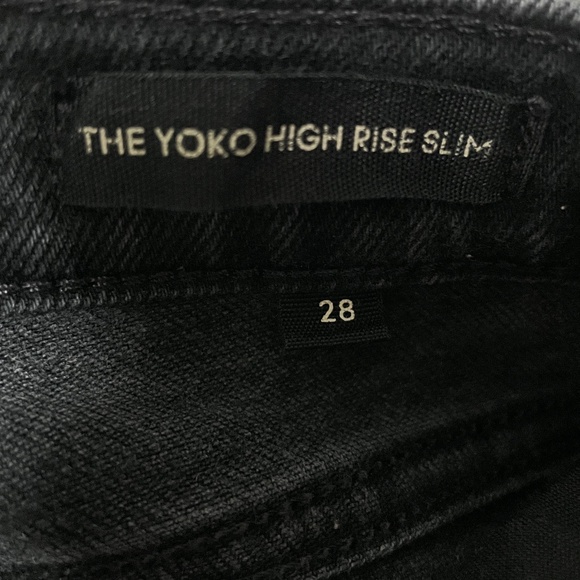 THE YOKO HIGH RISE SLIM
28